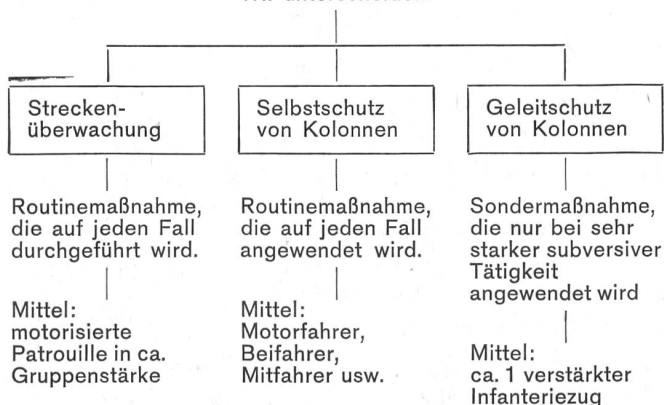 Strecken-
überwachung
Selbstschutz
von Kolonnen
Geleitschutz
von Kolonnen
Routinemaßnahme,
die auf jeden Fall
durchgeführt wird.
Routinemaßnahme,
die auf jeden Fall
angewendet wird.
Sondermaßnahme,
die nur bei sehr
starker subversiver
Tätigkeit
angewendet wird
Mittel:
motorisierte
Patrouille in ca.
Gruppenstärke
Mittel:
Motorfahrer,
Beifahrer,
Mitfahrer usw.
Mittel:
ca. 1 verstärkter
Infanteriezug